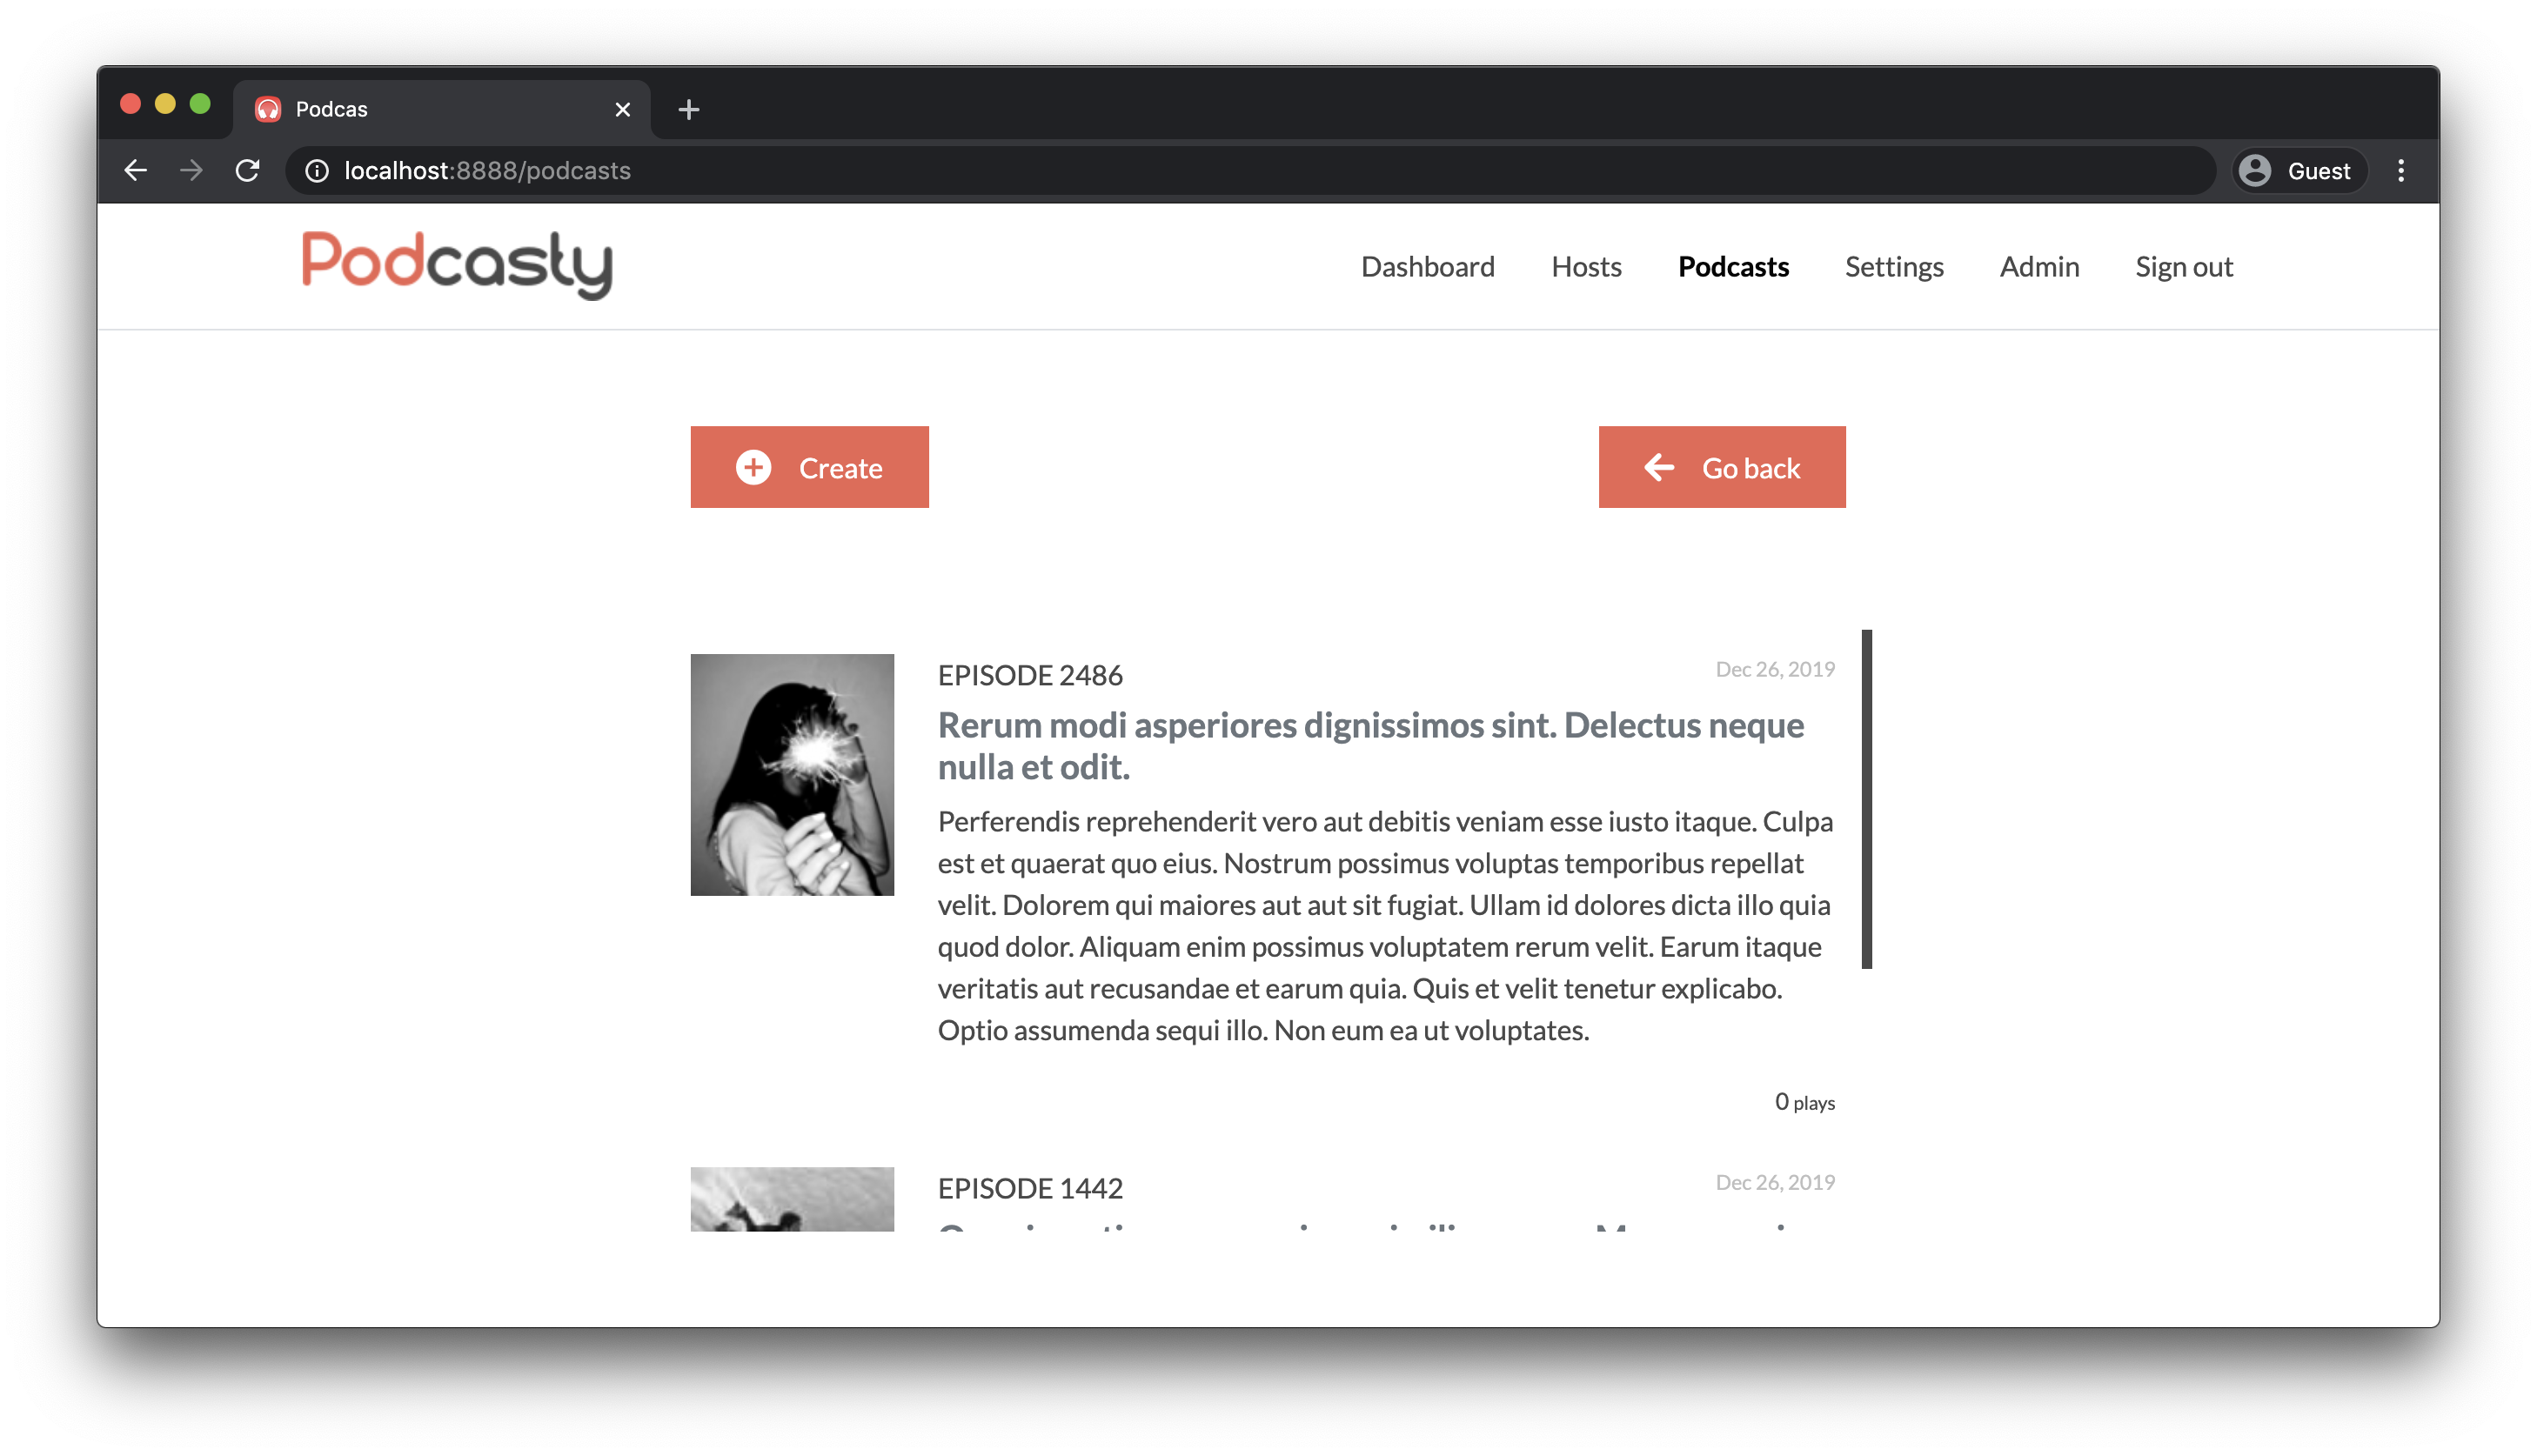 Podcas
localhost:8888/podcasts
Guest
Podcasty
Dashboard Hosts Podcasts Settings Admin Sign out
Create
Go back
EPISODE 2486
Dec 26, 2019
Rerum modi asperiores dignissimos sint. Delectus neque
nulla et odit.
Perferendis reprehenderit vero aut debitis veniam esse iusto itaque. Culpa
est et quaerat quo eius. Nostrum possimus voluptas temporibus repellat
velit. Dolorem qui maiores aut aut sit fugiat. Ullam id dolores dicta illo quia
quod dolor. Aliquam enim possimus voluptatem rerum velit. Earum itaque
veritatis aut recusandae et earum quia. Quis et velit tenetur explicabo.
Optio assumenda sequi illo. Non eum ea ut voluptates.
0 plays
EPISODE 1442
Dec 26, 2019